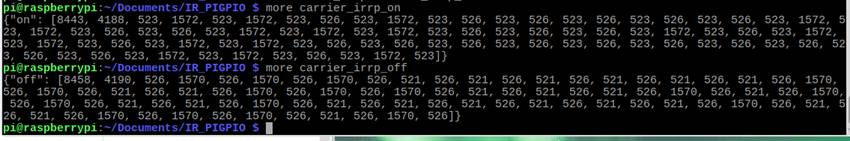 pi@raspberrypi:~/Documents/IR_PIGPIO $ more carrier_irrp_on
{"on": [8443, 4188, 523, 1572, 523, 1572, 523, 526, 523, 1572, 523, 526, 523, 526, 523, 526, 523, 526, 523, 1572, 5
23, 1572, 523, 526, 523, 526, 523, 1572, 523, 1572, 523, 526, 523, 526, 523, 526, 523, 1572, 523, 526, 523, 1572,
523, 1572, 523, 526, 523, 1572, 523, 1572, 523, 526, 523, 526, 523, 526, 523, 526, 523, 526, 523, 526, 523, 526, 52
3, 526, 523, 526, 523, 1572, 523, 1572, 523, 526, 523, 1572, 523]}
pi@raspberrypi:~/Documents/IR_PIGPIO $ more carrier_irrp_off
{"off": [8458, 4190, 526, 1570, 526, 1570, 526, 1570, 526, 521, 526, 521, 526, 521, 526, 521, 526, 521, 526, 1570,
526, 1570, 526, 521, 526, 521, 526, 1570, 526, 1570, 526, 521, 526, 521, 526, 521, 526, 1570, 526, 521, 526, 1570,
526, 1570, 526, 521, 526, 1570, 526, 521, 526, 521, 526, 521, 526, 521, 526, 521, 526, 1570, 526, 521, 526, 521, 5
26, 521, 526, 1570, 526, 1570, 526, 1570, 526, 521, 526, 1570, 526]}
pi@raspberrypi:~/Documents/IR_PIGPIO $